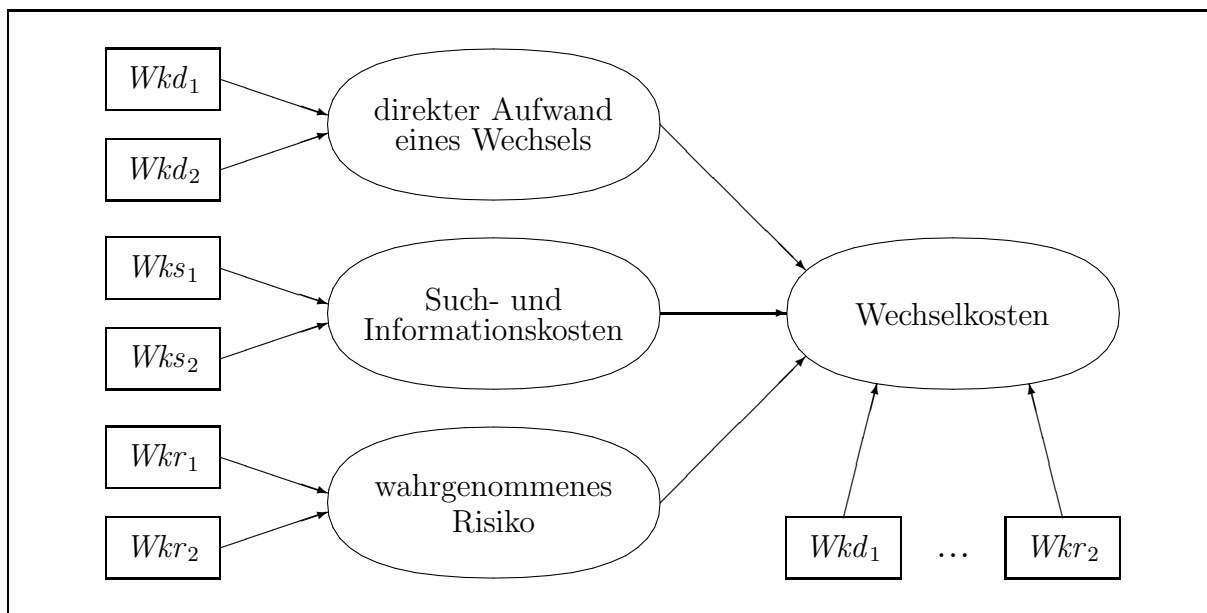 Wkd₁
Wkd₂
direkter Aufwand
eines Wechsels
Wks₁
Wks₂
Such- und
Informationskosten
Wechselkosten
Wkr₁
Wkr₂
wahrgenommenes
Risiko
Wkd₁ ... Wkr₂